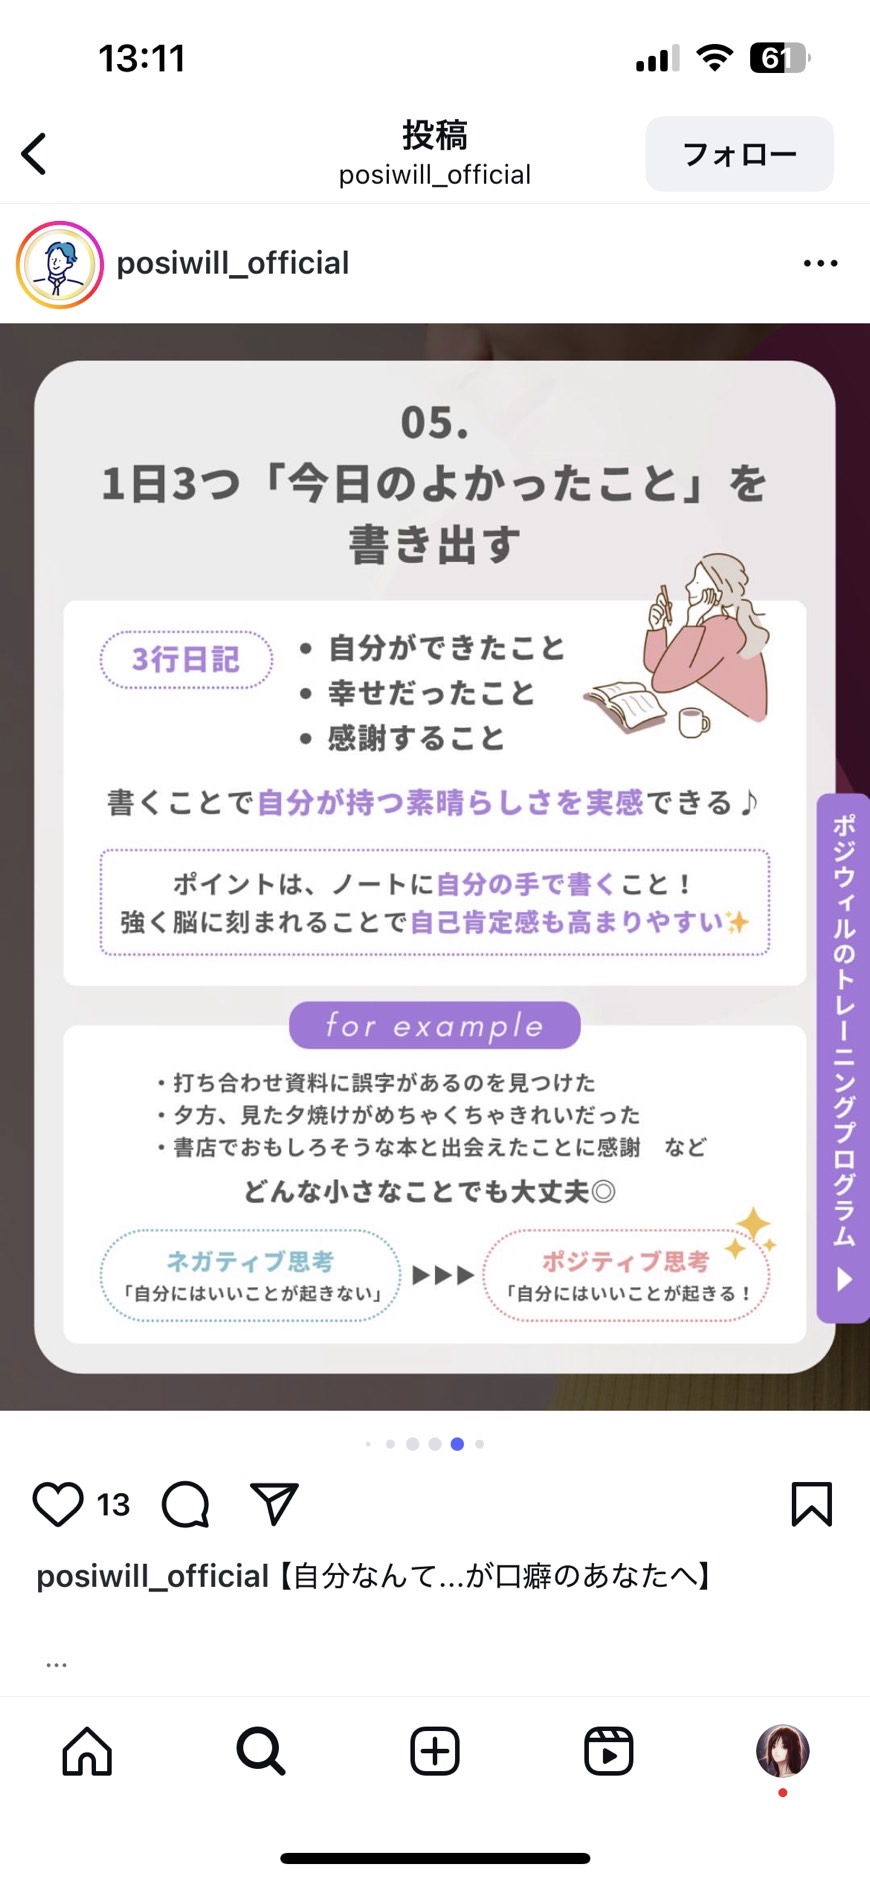 13:11
61
投稿
posiwill_official
フォロー
posiwill_official
05.
1日3つ「今日のよかったこと」を
書き出す
3行日記
• 自分ができたこと
• 幸せだったこと
• 感謝すること
書くことで自分が持つ素晴らしさを実感できる♪
ポイントは、ノートに自分の手で書くこと！
強く脳に刻まれることで自己肯定感も高まりやすい✨
for example
・打ち合わせ資料に誤字があるのを見つけた
・夕方、見た夕焼けがめちゃくちゃきれいだった
・書店でおもしろそうな本と出会えたことに感謝　など
どんな小さなことでも大丈夫◎
ネガティブ思考
「自分にはいいことが起きない」
▶▶▶
ポジティブ思考
「自分にはいいことが起きる！
ポジウィルのトレーニングプログラム ▶
13
posiwill_official【自分なんて…が口癖のあなたへ】
...